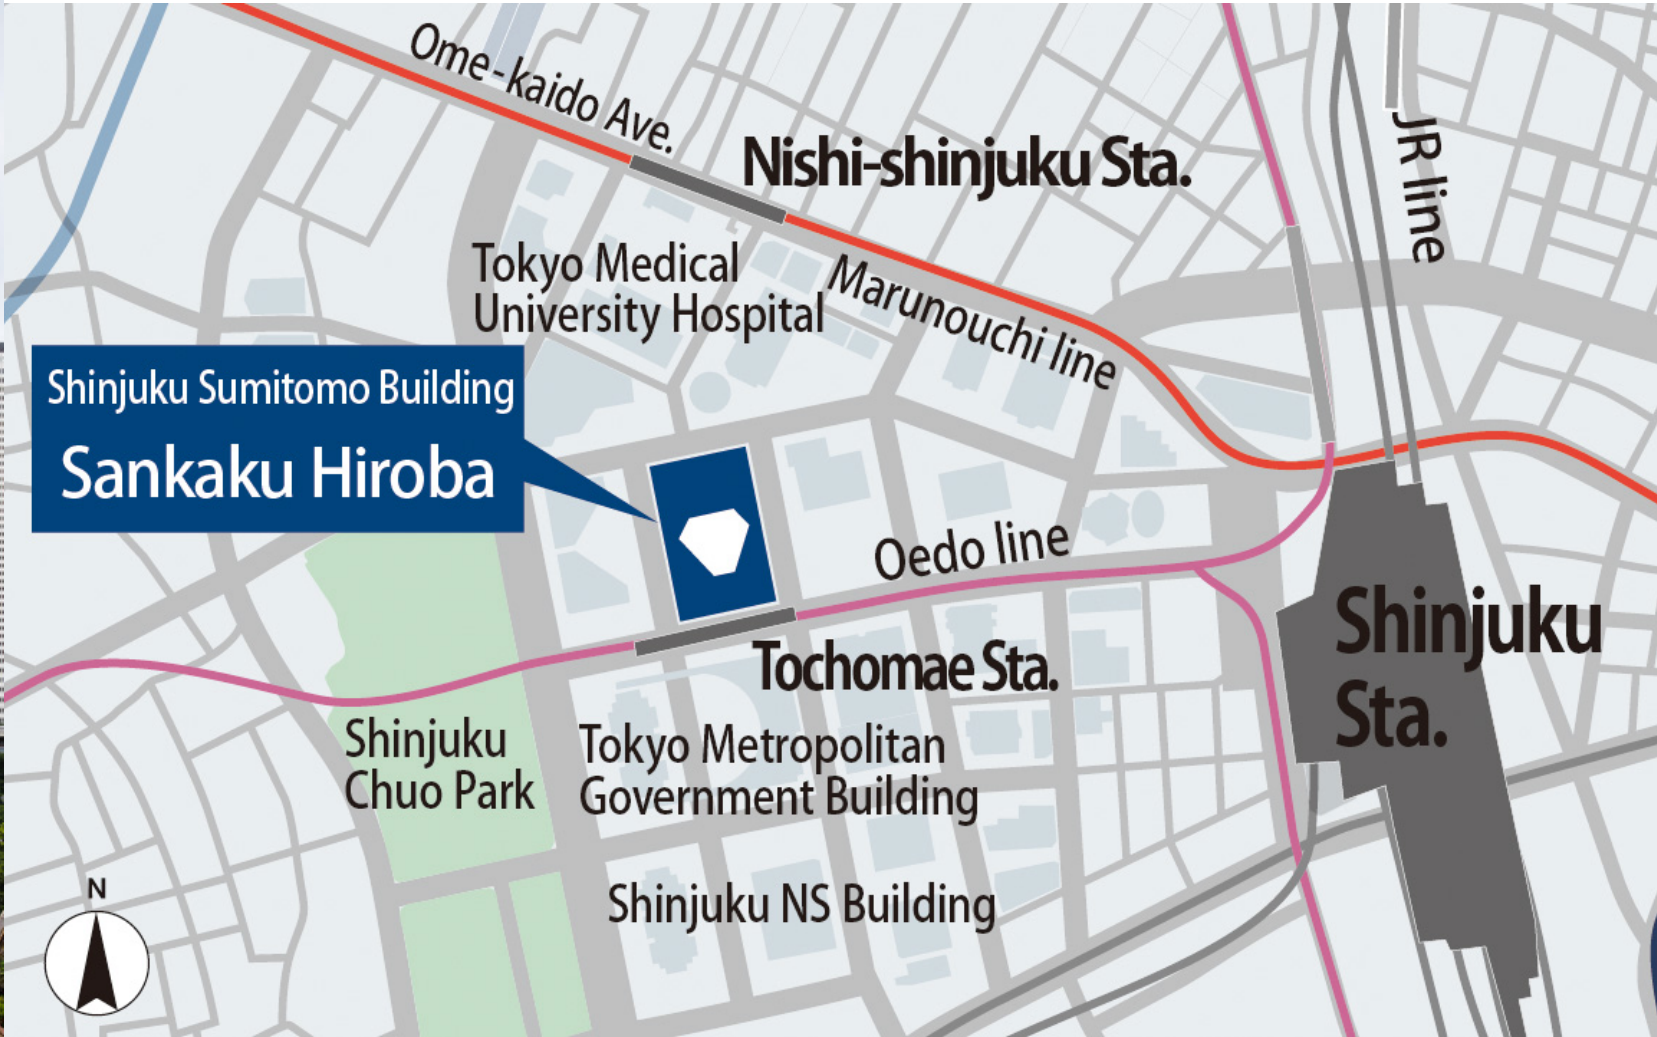 Ome-kaido Ave.
Nishi-shinjuku Sta.
JR line
Tokyo Medical
University Hospital
Marunouchi line
Shinjuku Sumitomo Building
Sankaku Hiroba
Oedo line
Shinjuku
Sta.
Tochomae Sta.
Shinjuku
Chuo Park
Tokyo Metropolitan
Government Building
Shinjuku NS Building
N